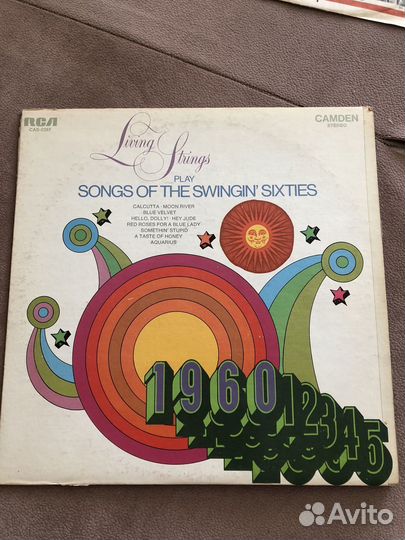 RCA
CAMDEN
STEREO
Living
Strings
PLAY
SONGS OF THE SWINGIN' SIXTIES
CALCUTTA · MOON RIVER
BLUE VELVET
HELLO, DOLLY! · HEY JUDE
RED ROSES FOR A BLUE LADY
SOMETHIN' STUPID
A TASTE OF HONEY
AQUARIUS
1960 12345
Avito